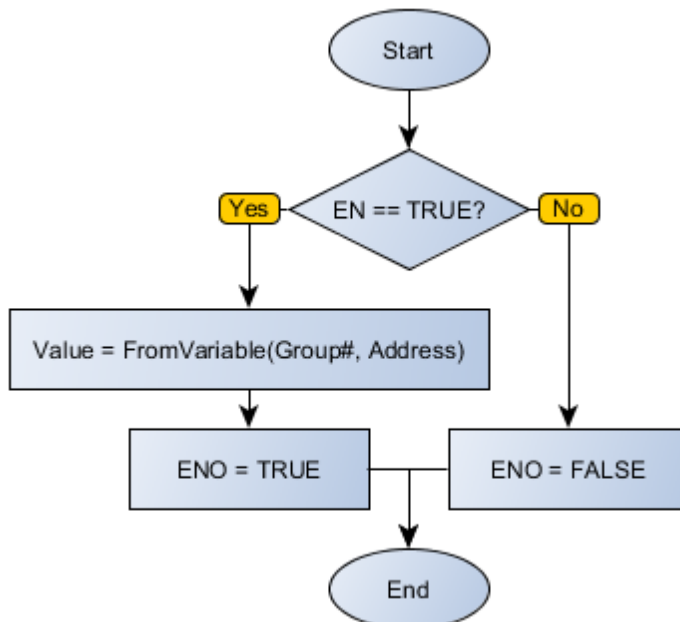 Start
EN == TRUE?
Yes
No
Value = FromVariable(Group#, Address)
ENO = TRUE
ENO = FALSE
End